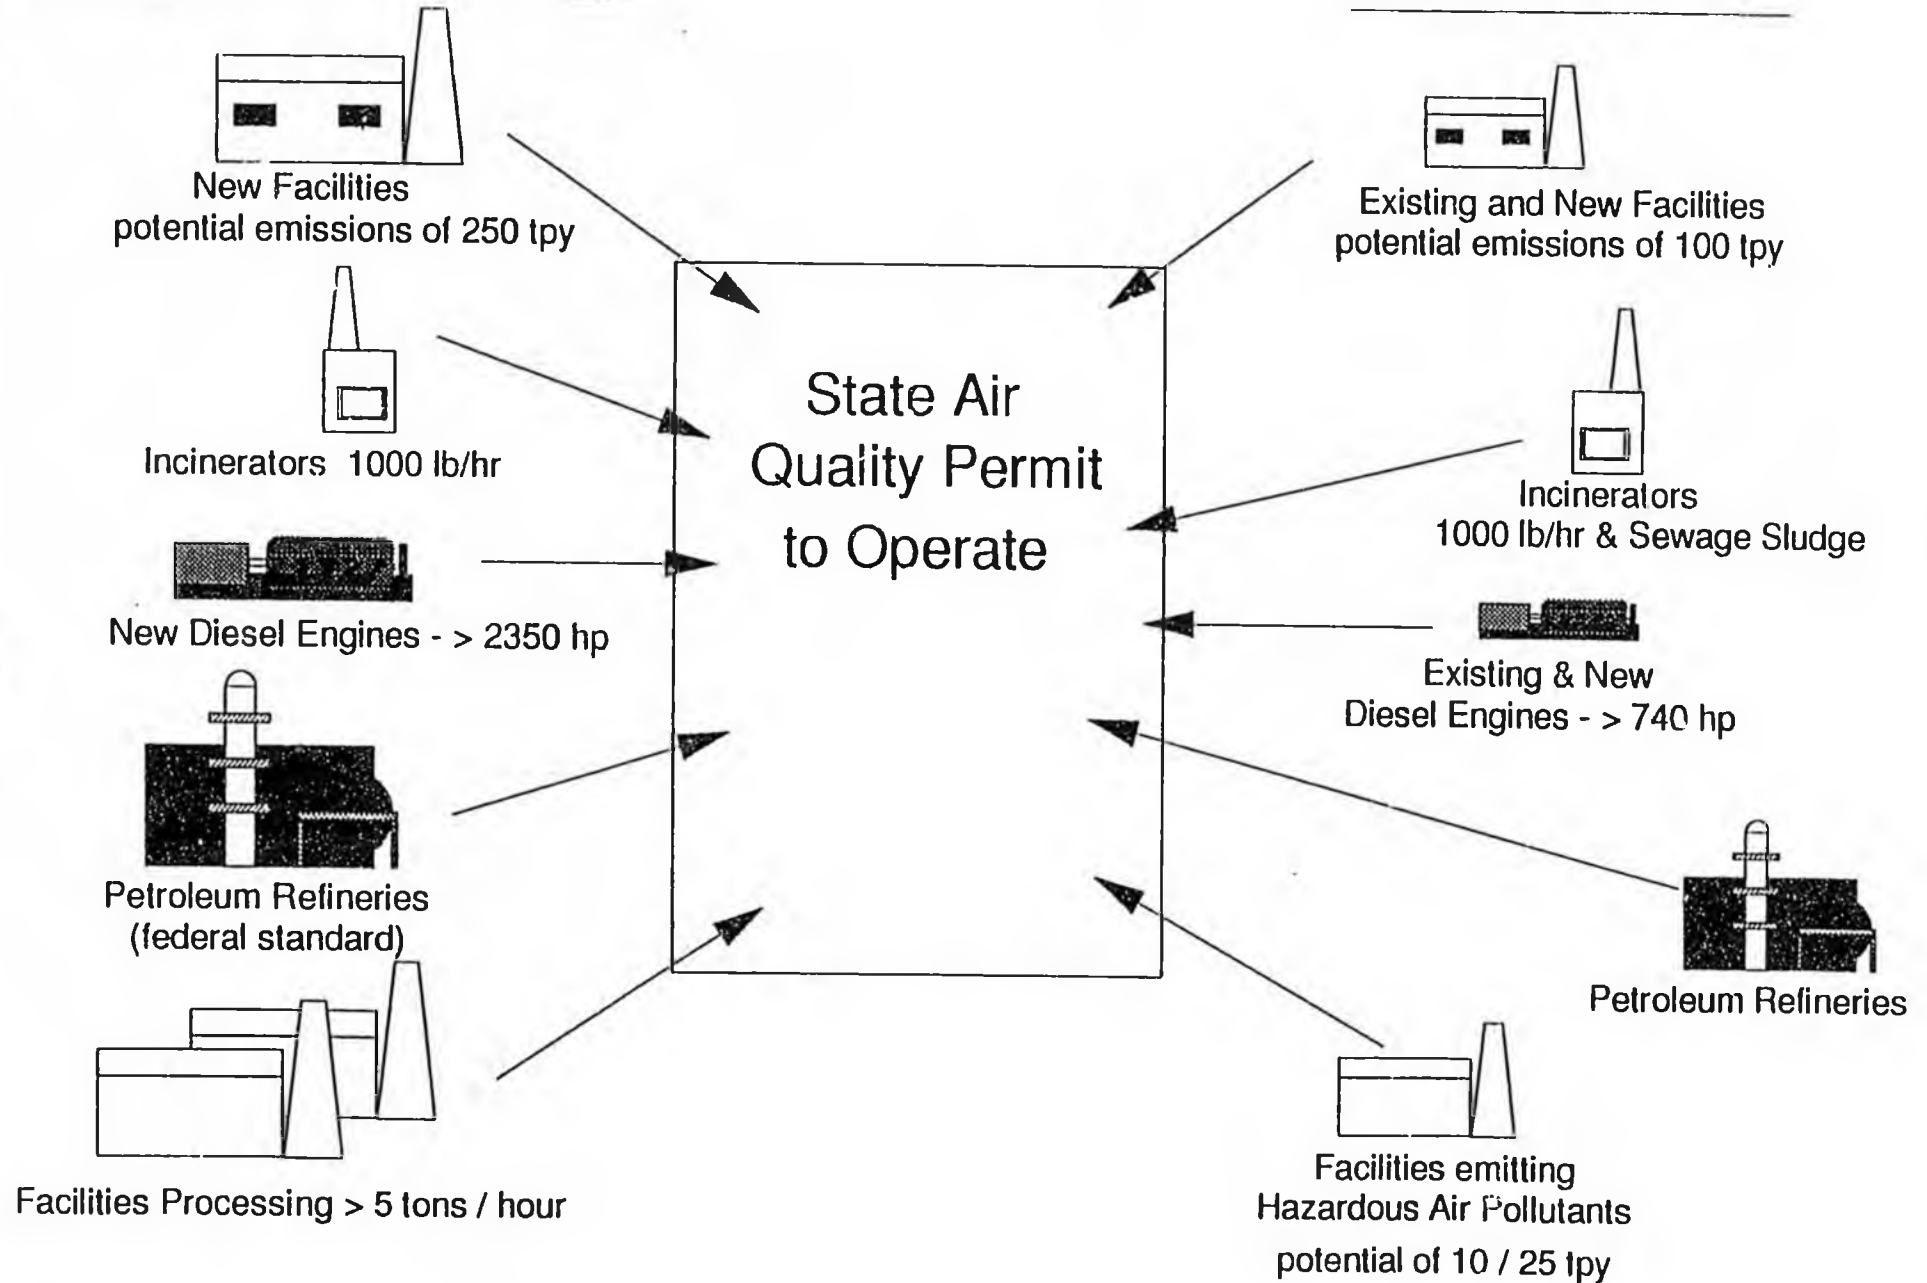 New Facilities
potential emissions of 250 tpy
Incinerators 1000 lb/hr
New Diesel Engines - > 2350 hp
Petroleum Refineries
(federal standard)
Facilities Processing > 5 tons / hour
State Air
Quality Permit
to Operate
Existing and New Facilities
potential emissions of 100 tpy
Incinerators
1000 lb/hr & Sewage Sludge
Existing & New
Diesel Engines - > 740 hp
Petroleum Refineries
Facilities emitting
Hazardous Air Pollutants
potential of 10 / 25 tpy